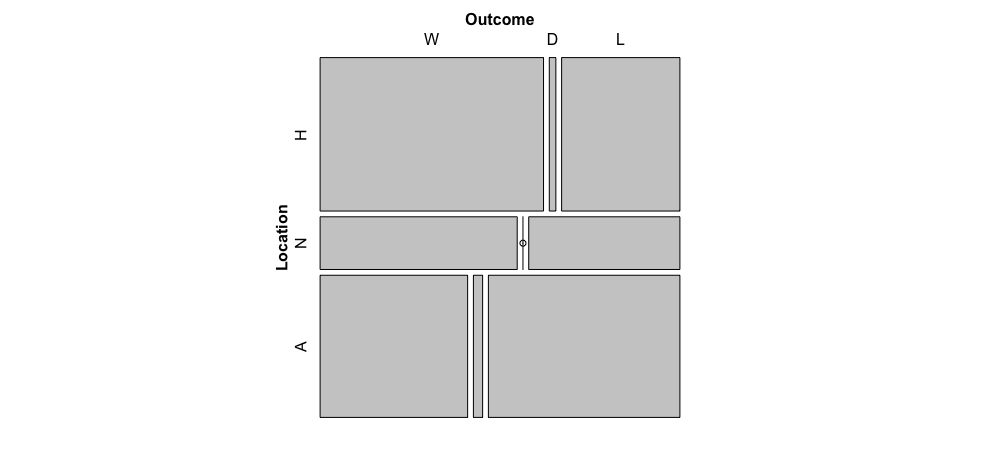 Outcome
W D L
Location
H
N
A